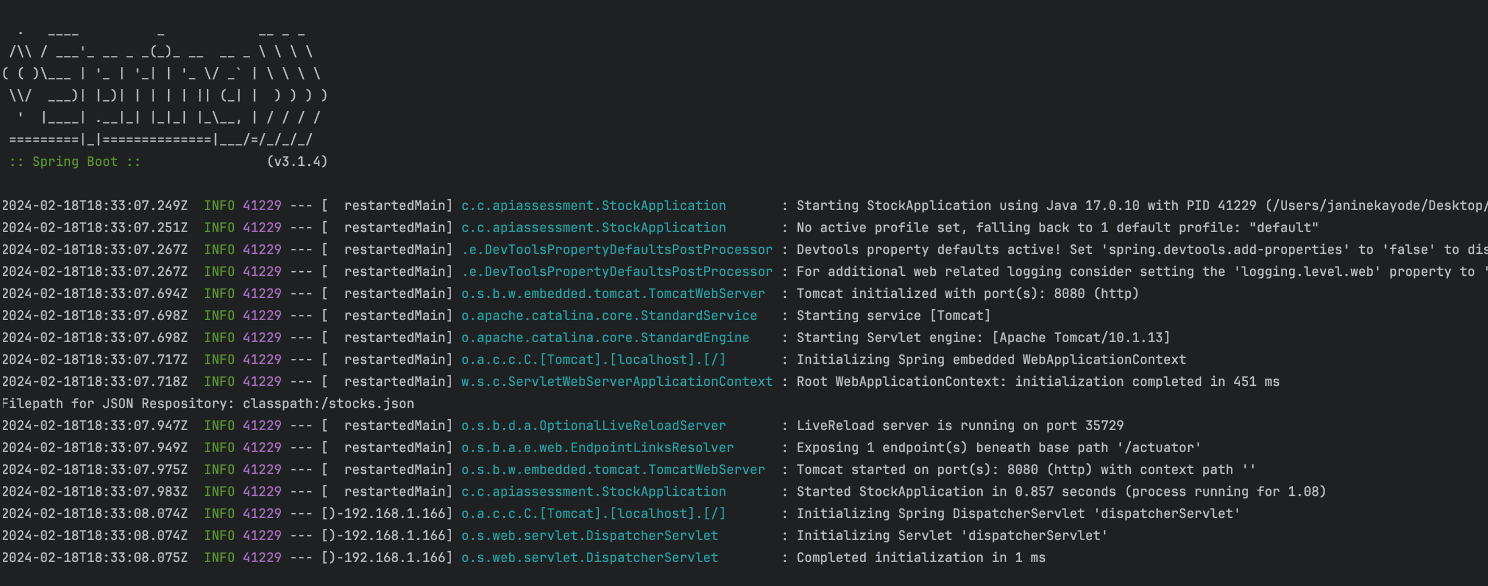 .   ____          _            __ _ _
 /\\ / ___'_ __ _ _(_)_ __  __ _ \ \ \ \
( ( )\___ | '_ | '_| | '_ \/ _` | \ \ \ \
 \\/  ___)| |_)| | | | | || (_| |  ) ) ) )
  '  |____| .__|_| |_|_| |_\__, | / / / /
 =========|_|==============|___/=/_/_/_/
 :: Spring Boot ::                (v3.1.4)

2024-02-18T18:33:07.249Z  INFO 41229 --- [  restartedMain] c.c.apiassessment.StockApplication       : Starting StockApplication using Java 17.0.10 with PID 41229 (/Users/janinekayode/Desktop/
2024-02-18T18:33:07.251Z  INFO 41229 --- [  restartedMain] c.c.apiassessment.StockApplication       : No active profile set, falling back to 1 default profile: "default"
2024-02-18T18:33:07.267Z  INFO 41229 --- [  restartedMain] .e.DevToolsPropertyDefaultsPostProcessor : Devtools property defaults active! Set 'spring.devtools.add-properties' to 'false' to dis
2024-02-18T18:33:07.267Z  INFO 41229 --- [  restartedMain] .e.DevToolsPropertyDefaultsPostProcessor : For additional web related logging consider setting the 'logging.level.web' property to '
2024-02-18T18:33:07.694Z  INFO 41229 --- [  restartedMain] o.s.b.w.embedded.tomcat.TomcatWebServer  : Tomcat initialized with port(s): 8080 (http)
2024-02-18T18:33:07.698Z  INFO 41229 --- [  restartedMain] o.apache.catalina.core.StandardService   : Starting service [Tomcat]
2024-02-18T18:33:07.698Z  INFO 41229 --- [  restartedMain] o.apache.catalina.core.StandardEngine    : Starting Servlet engine: [Apache Tomcat/10.1.13]
2024-02-18T18:33:07.717Z  INFO 41229 --- [  restartedMain] o.a.c.c.C.[Tomcat].[localhost].[/]       : Initializing Spring embedded WebApplicationContext
2024-02-18T18:33:07.718Z  INFO 41229 --- [  restartedMain] w.s.c.ServletWebServerApplicationContext : Root WebApplicationContext: initialization completed in 451 ms
Filepath for JSON Respository: classpath:/stocks.json
2024-02-18T18:33:07.947Z  INFO 41229 --- [  restartedMain] o.s.b.d.a.OptionalLiveReloadServer       : LiveReload server is running on port 35729
2024-02-18T18:33:07.949Z  INFO 41229 --- [  restartedMain] o.s.b.a.e.web.EndpointLinksResolver      : Exposing 1 endpoint(s) beneath base path '/actuator'
2024-02-18T18:33:07.975Z  INFO 41229 --- [  restartedMain] o.s.b.w.embedded.tomcat.TomcatWebServer  : Tomcat started on port(s): 8080 (http) with context path ''
2024-02-18T18:33:07.983Z  INFO 41229 --- [  restartedMain] c.c.apiassessment.StockApplication       : Started StockApplication in 0.857 seconds (process running for 1.08)
2024-02-18T18:33:08.074Z  INFO 41229 --- [)-192.168.1.166] o.a.c.c.C.[Tomcat].[localhost].[/]       : Initializing Spring DispatcherServlet 'dispatcherServlet'
2024-02-18T18:33:08.074Z  INFO 41229 --- [)-192.168.1.166] o.s.web.servlet.DispatcherServlet        : Initializing Servlet 'dispatcherServlet'
2024-02-18T18:33:08.075Z  INFO 41229 --- [)-192.168.1.166] o.s.web.servlet.DispatcherServlet        : Completed initialization in 1 ms